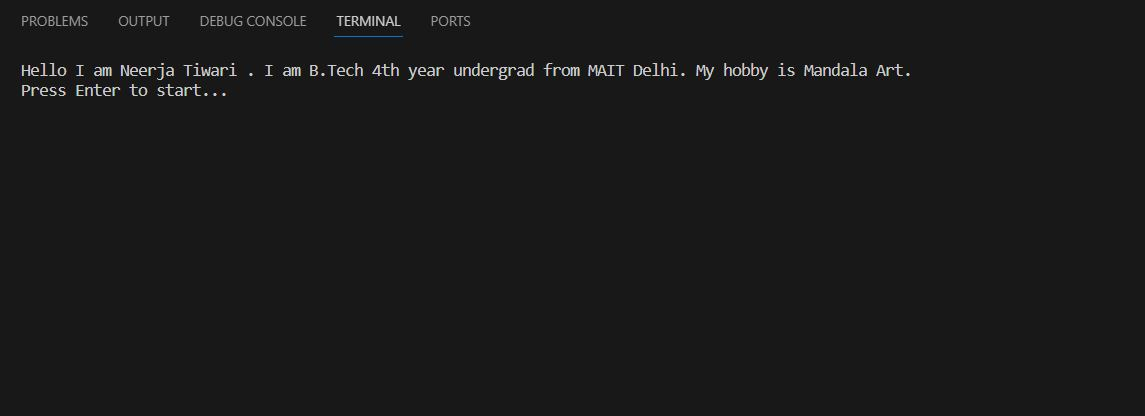 PROBLEMS OUTPUT DEBUG CONSOLE TERMINAL PORTS
Hello I am Neerja Tiwari . I am B.Tech 4th year undergrad from MAIT Delhi. My hobby is Mandala Art.
Press Enter to start...